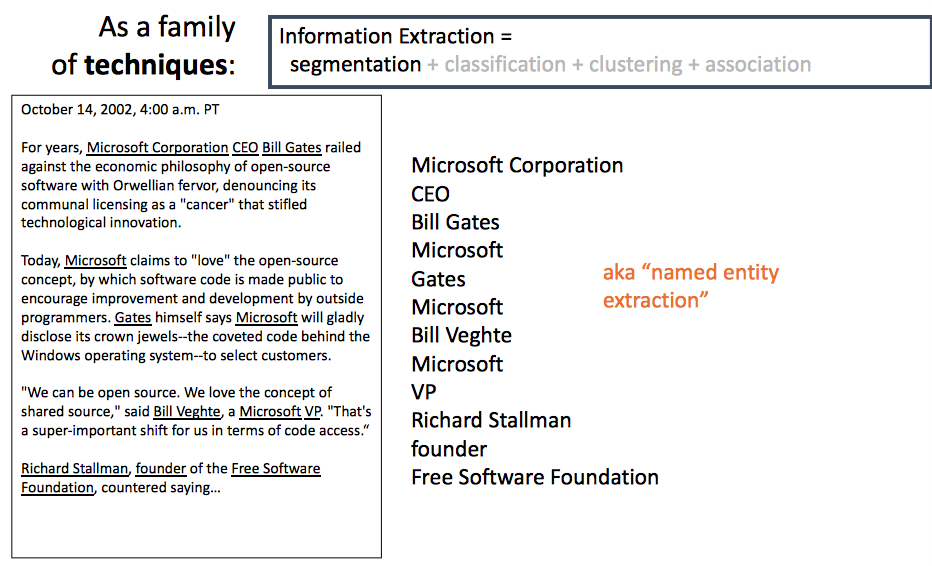 As a family
of techniques:
Information Extraction =
segmentation + classification + clustering + association
October 14, 2002, 4:00 a.m. PT
For years, Microsoft Corporation CEO Bill Gates railed
against the economic philosophy of open-source
software with Orwellian fervor, denouncing its
communal licensing as a "cancer" that stifled
technological innovation.
Today, Microsoft claims to "love" the open-source
concept, by which software code is made public to
encourage improvement and development by outside
programmers. Gates himself says Microsoft will gladly
disclose its crown jewels--the coveted code behind the
Windows operating system--to select customers.
"We can be open source. We love the concept of
shared source," said Bill Veghte, a Microsoft VP. "That's
a super-important shift for us in terms of code access.“
Richard Stallman, founder of the Free Software
Foundation, countered saying…
Microsoft Corporation
CEO
Bill Gates
Microsoft
Gates
Microsoft
Bill Veghte
Microsoft
VP
Richard Stallman
founder
Free Software Foundation
aka “named entity
extraction”